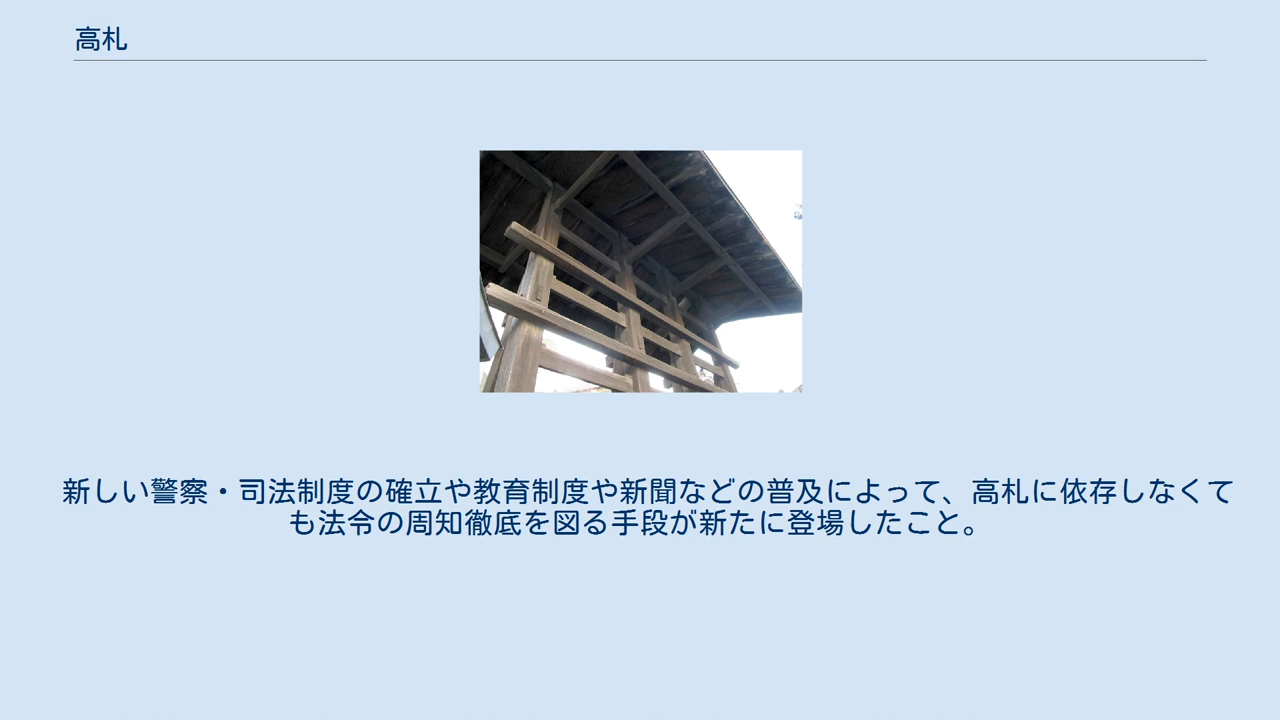 高札
新しい警察・司法制度の確立や教育制度や新聞などの普及によって、高札に依存しなくて
も法令の周知徹底を図る手段が新たに登場したこと。